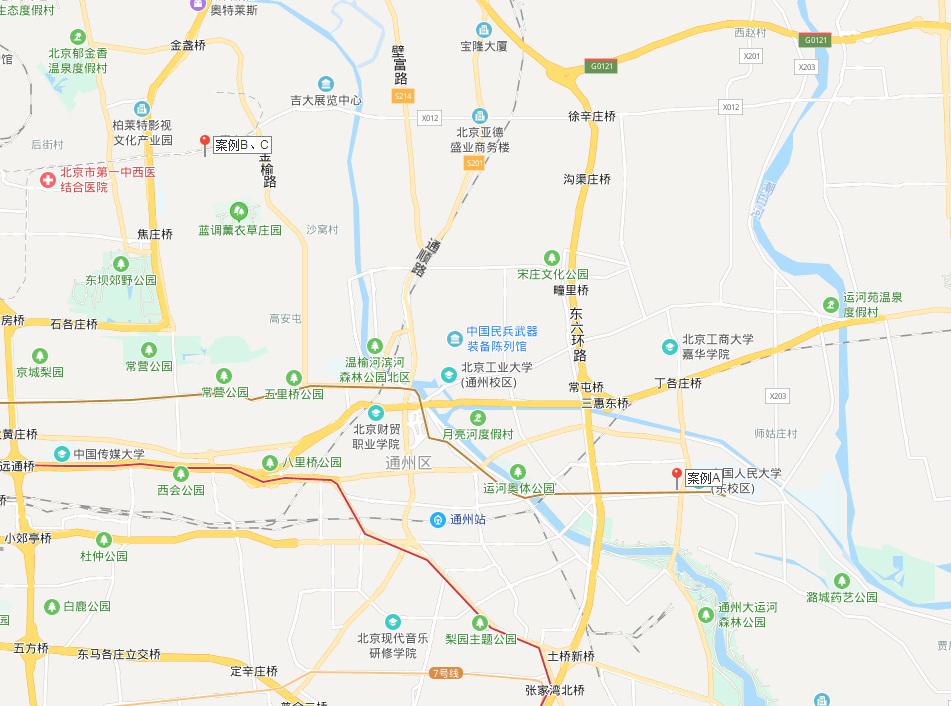 生态度假村
奥特莱斯
北京郁金香
温泉度假村
馆
金盏桥
壁富路
宝隆大厦
西赵村
G0121
X201
X203
G0121
吉大展览中心
S214
X012
X012
柏莱特影视
文化产业园
北京亚德
盛业商务楼
S201
徐辛庄桥
后街村
案例B、C
金榆路
北京市第一中西医
结合医院
沟渠庄桥
潮白河
蓝调薰衣草庄园
沙窝村
焦庄桥
通顺路
东坝郊野公园
宋庄文化公园
疃里桥
运河苑温泉
度假村
房桥
石各庄桥
高安屯
东六环路
中国民兵武器
装备陈列馆
北京工商大学
嘉华学院
京城梨园
常营公园
温榆河滨河
森林公园北区
北京工业大学
(通州校区)
常营公园
五里桥公园
常屯桥
丁各庄桥
三惠东桥
X203
北京财贸
职业学院
月亮河度假村
师姑庄村
黄庄桥
中国传媒大学
远通桥
八里桥公园
通州区
西会公园
运河奥体公园
案例A
国人民大学
(东校区)
桥
通州站
小郊亭桥
杜仲公园
潞城药艺公园
白鹿公园
园
通州大运河
森林公园
北京现代音乐
研修学院
梨园主题公园
五方桥
东马各庄立交桥
土桥新桥
定辛庄桥
7号线
张家湾北桥